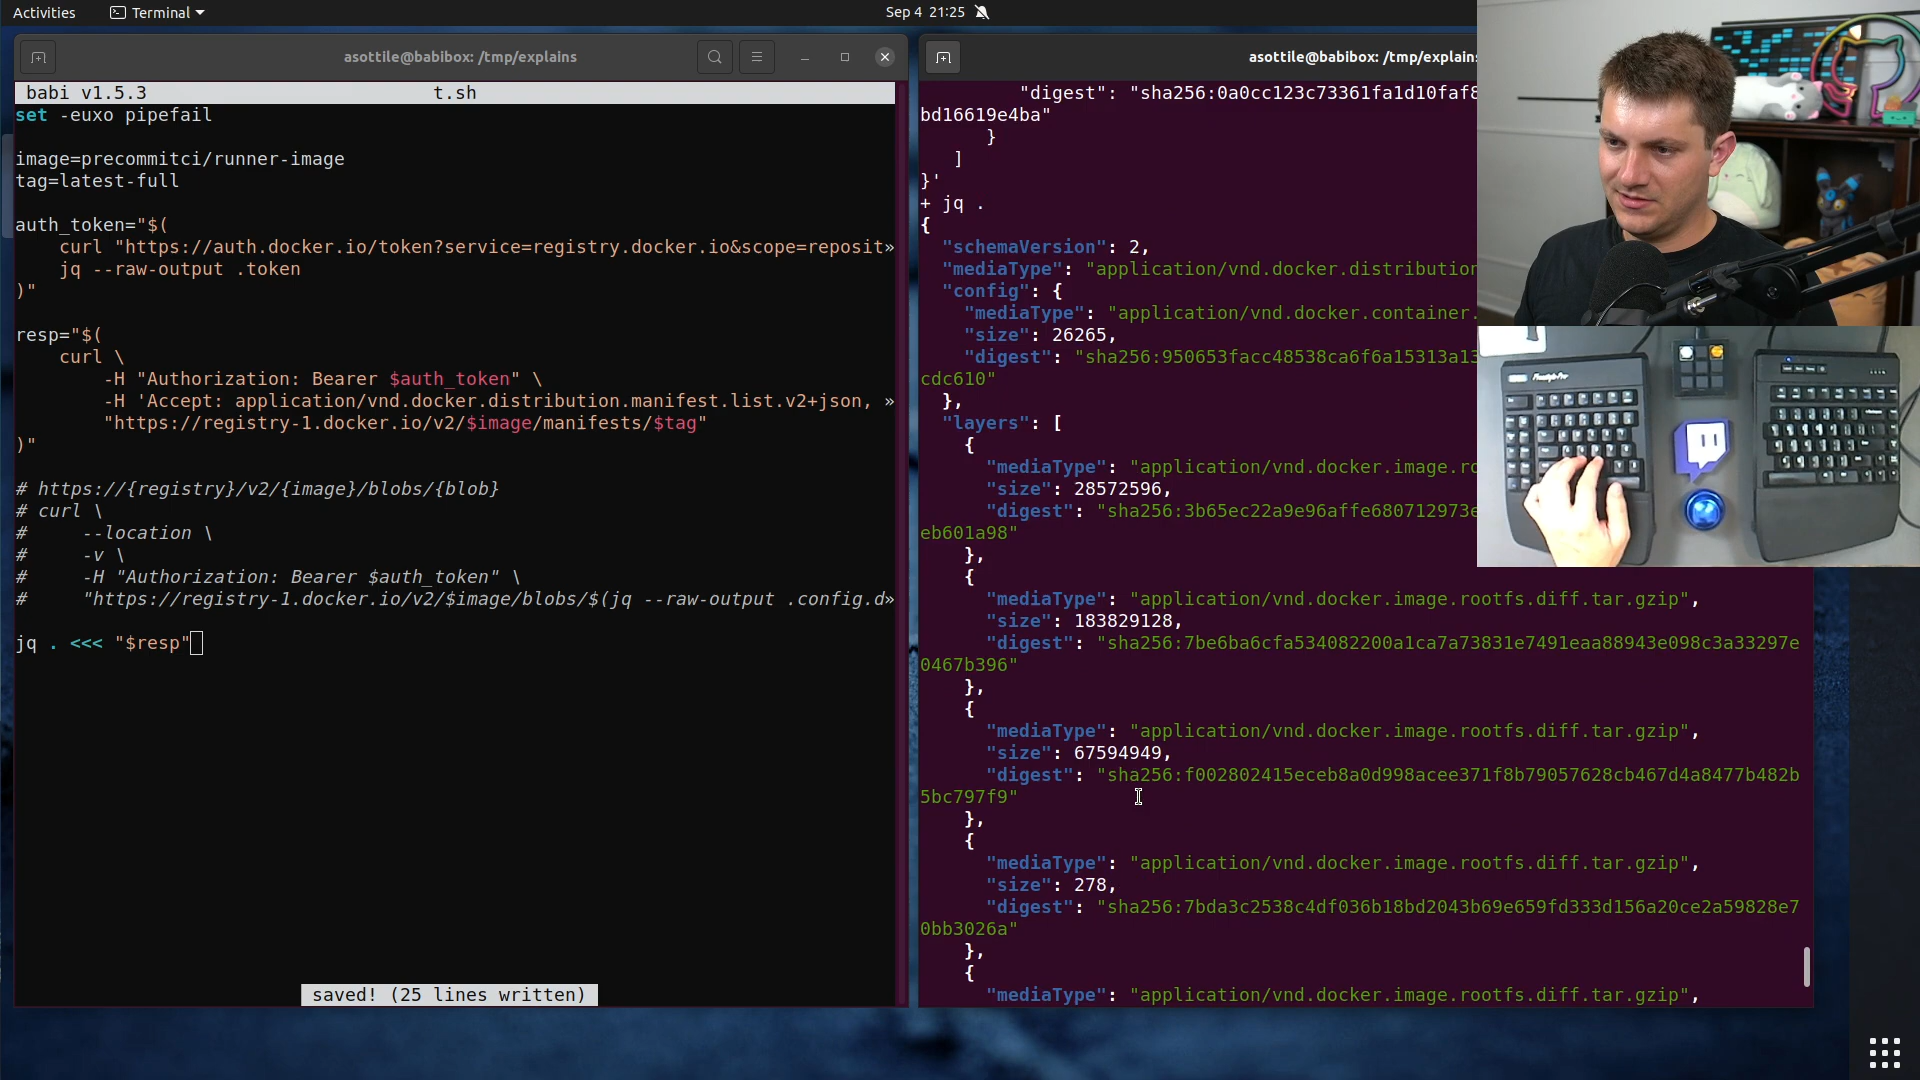 Activities
Terminal
Sep 4 21:25
asottile@babibox: /tmp/explains
babi v1.5.3 t.sh
set -euxo pipefail
image=precommitci/runner-image
tag=latest-full
auth_token="$(
curl "https://auth.docker.io/token?service=registry.docker.io&scope=reposit»
jq --raw-output .token
)"
resp="$(
curl \
-H "Authorization: Bearer $auth_token" \
-H 'Accept: application/vnd.docker.distribution.manifest.list.v2+json, »
"https://registry-1.docker.io/v2/$image/manifests/$tag"
)"
# https://{registry}/v2/{image}/blobs/{blob}
# curl \
# --location \
# -v \
# -H "Authorization: Bearer $auth_token" \
# "https://registry-1.docker.io/v2/$image/blobs/$(jq --raw-output .config.d»
jq . <<< "$resp"
saved! (25 lines written)
asottile@babibox: /tmp/explains
"digest": "sha256:0a0cc123c73361fa1d10faf8
bd16619e4ba"
}
]
}'
+ jq .
{
"schemaVersion": 2,
"mediaType": "application/vnd.docker.distribution
"config": {
"mediaType": "application/vnd.docker.container.
"size": 26265,
"digest": "sha256:950653facc48538ca6f6a15313a13
cdc610"
},
"layers": [
{
"mediaType": "application/vnd.docker.image.ro
"size": 28572596,
"digest": "sha256:3b65ec22a9e96affe680712973e
eb601a98"
},
{
"mediaType": "application/vnd.docker.image.rootfs.diff.tar.gzip",
"size": 183829128,
"digest": "sha256:7be6ba6cfa534082200a1ca7a73831e7491eaa88943e098c3a33297e
0467b396"
},
{
"mediaType": "application/vnd.docker.image.rootfs.diff.tar.gzip",
"size": 67594949,
"digest": "sha256:f002802415eceb8a0d998acee371f8b79057628cb467d4a8477b482b
5bc797f9"
},
{
"mediaType": "application/vnd.docker.image.rootfs.diff.tar.gzip",
"size": 278,
"digest": "sha256:7bda3c2538c4df036b18bd2043b69e659fd333d156a20ce2a59828e7
0bb3026a"
},
{
"mediaType": "application/vnd.docker.image.rootfs.diff.tar.gzip",